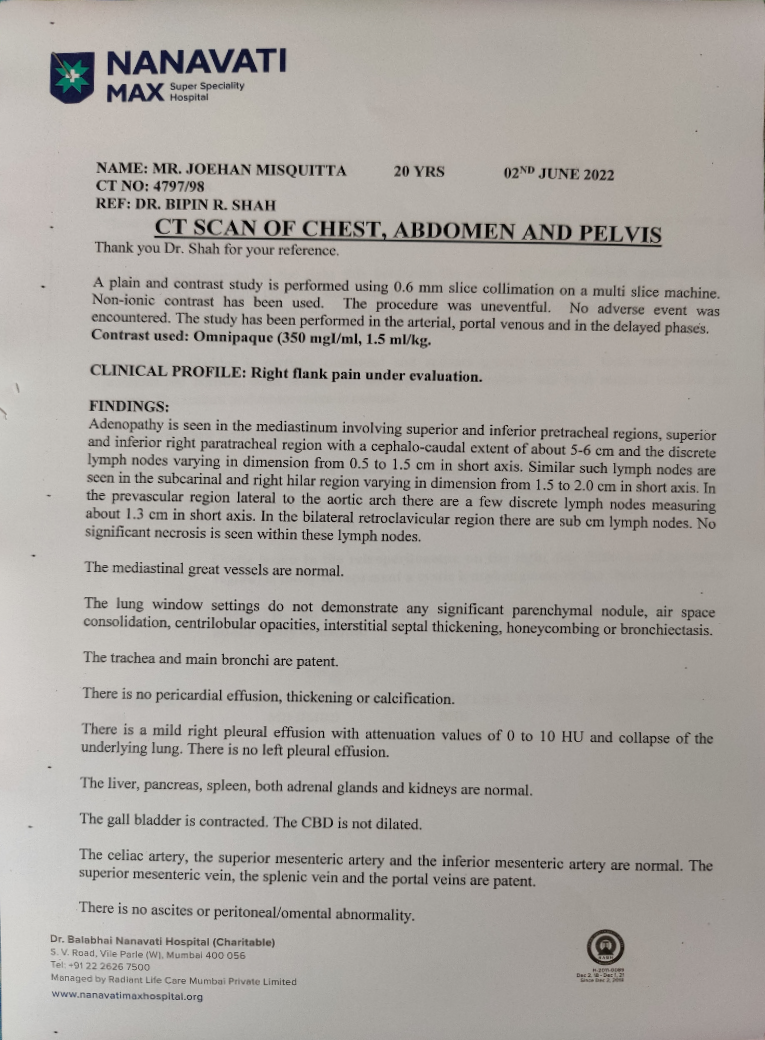 NANAVATI
MAX Super Speciality Hospital
NAME: MR. JOEHAN MISQUITTA 20 YRS 02ND JUNE 2022
CT NO: 4797/98
REF: DR. BIPIN R. SHAH
CT SCAN OF CHEST, ABDOMEN AND PELVIS
Thank you Dr. Shah for your reference.
A plain and contrast study is performed using 0.6 mm slice collimation on a multi slice machine.
Non-ionic contrast has been used. The procedure was uneventful. No adverse event was
encountered. The study has been performed in the arterial, portal venous and in the delayed phases.
Contrast used: Omnipaque (350 mgI/ml, 1.5 ml/kg.
CLINICAL PROFILE: Right flank pain under evaluation.
FINDINGS:
Adenopathy is seen in the mediastinum involving superior and inferior pretracheal regions, superior
and inferior right paratracheal region with a cephalo-caudal extent of about 5-6 cm and the discrete
lymph nodes varying in dimension from 0.5 to 1.5 cm in short axis. Similar such lymph nodes are
seen in the subcarinal and right hilar region varying in dimension from 1.5 to 2.0 cm in short axis. In
the prevascular region lateral to the aortic arch there are a few discrete lymph nodes measuring
about 1.3 cm in short axis. In the bilateral retroclavicular region there are sub cm lymph nodes. No
significant necrosis is seen within these lymph nodes.
The mediastinal great vessels are normal.
The lung window settings do not demonstrate any significant parenchymal nodule, air space
consolidation, centrilobular opacities, interstitial septal thickening, honeycombing or bronchiectasis.
The trachea and main bronchi are patent.
There is no pericardial effusion, thickening or calcification.
There is a mild right pleural effusion with attenuation values of 0 to 10 HU and collapse of the
underlying lung. There is no left pleural effusion.
The liver, pancreas, spleen, both adrenal glands and kidneys are normal.
The gall bladder is contracted. The CBD is not dilated.
The celiac artery, the superior mesenteric artery and the inferior mesenteric artery are normal. The
superior mesenteric vein, the splenic vein and the portal veins are patent.
There is no ascites or peritoneal/omental abnormality.
Dr. Balabhai Nanavati Hospital (Charitable)
S. V. Road, Vile Parle (W), Mumbai 400 056
Tel: +91 22 2626 7500
Managed by Radiant Life Care Mumbai Private Limited
www.nanavatimaxhospital.org
H-2011-0089
Dec 2, 18 - Dec 1, 21
Since Dec 2, 2011